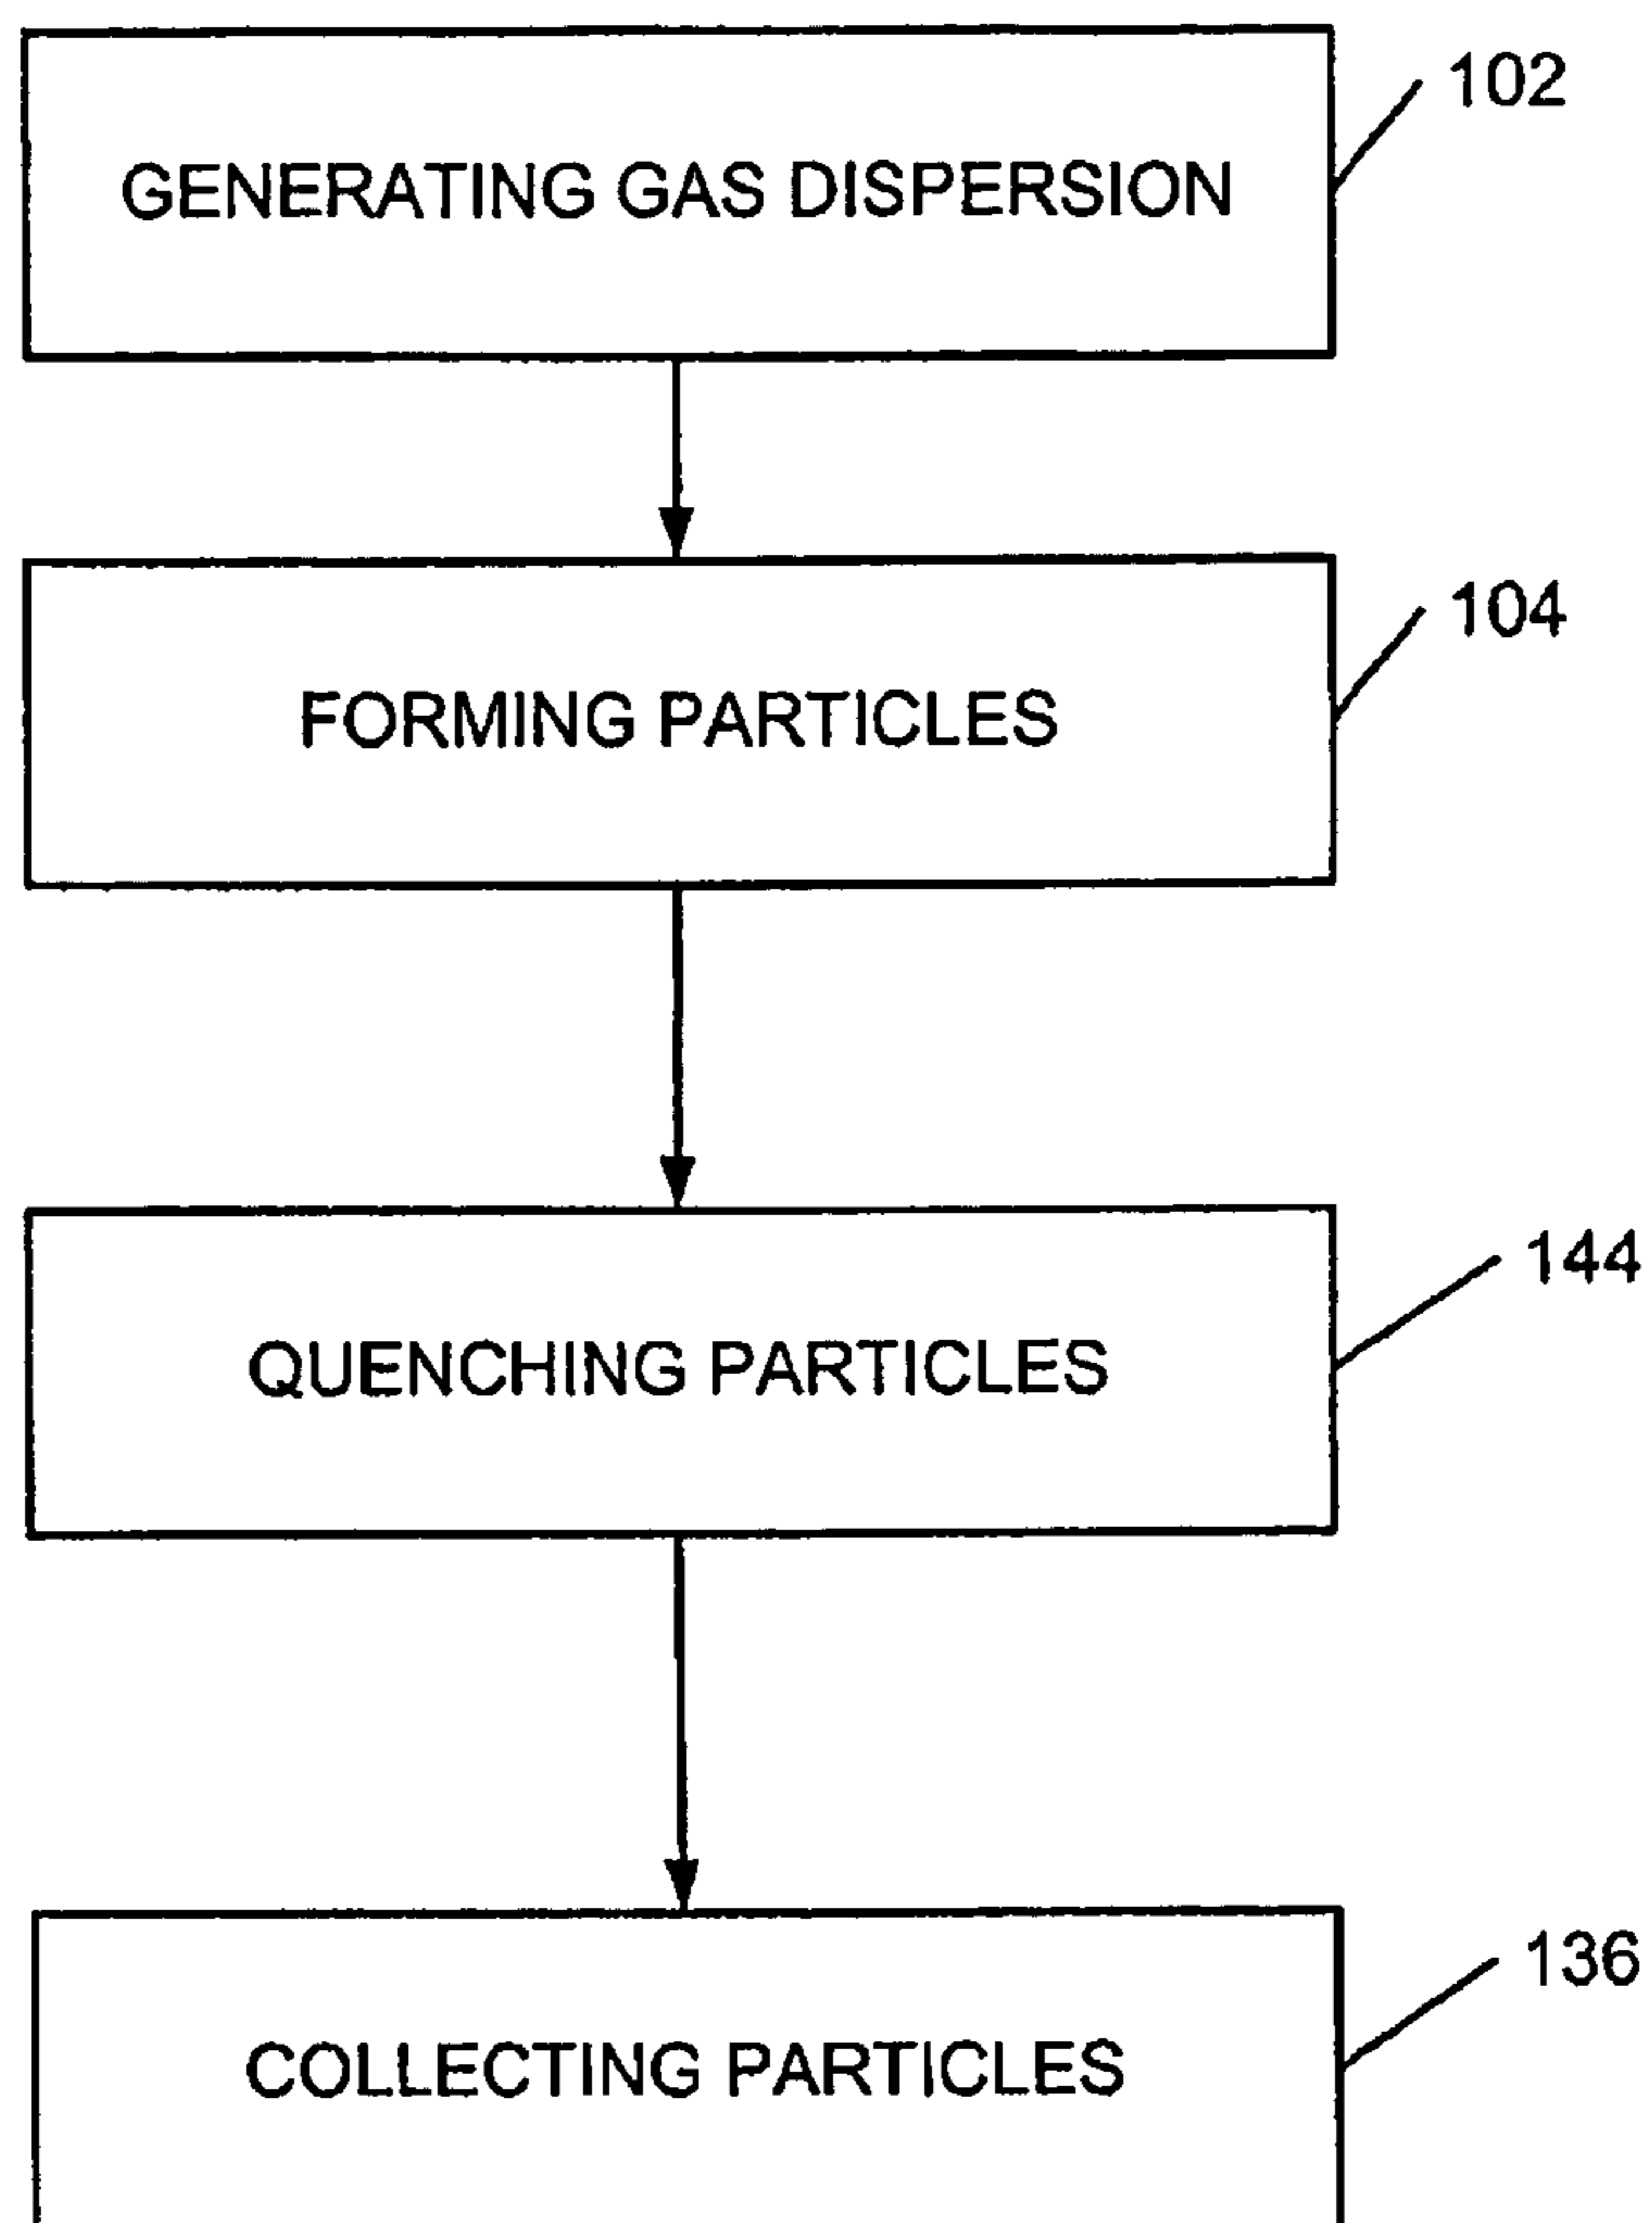 102
GENERATING GAS DISPERSION
104
FORMING PARTICLES
144
QUENCHING PARTICLES
136
COLLECTING PARTICLES